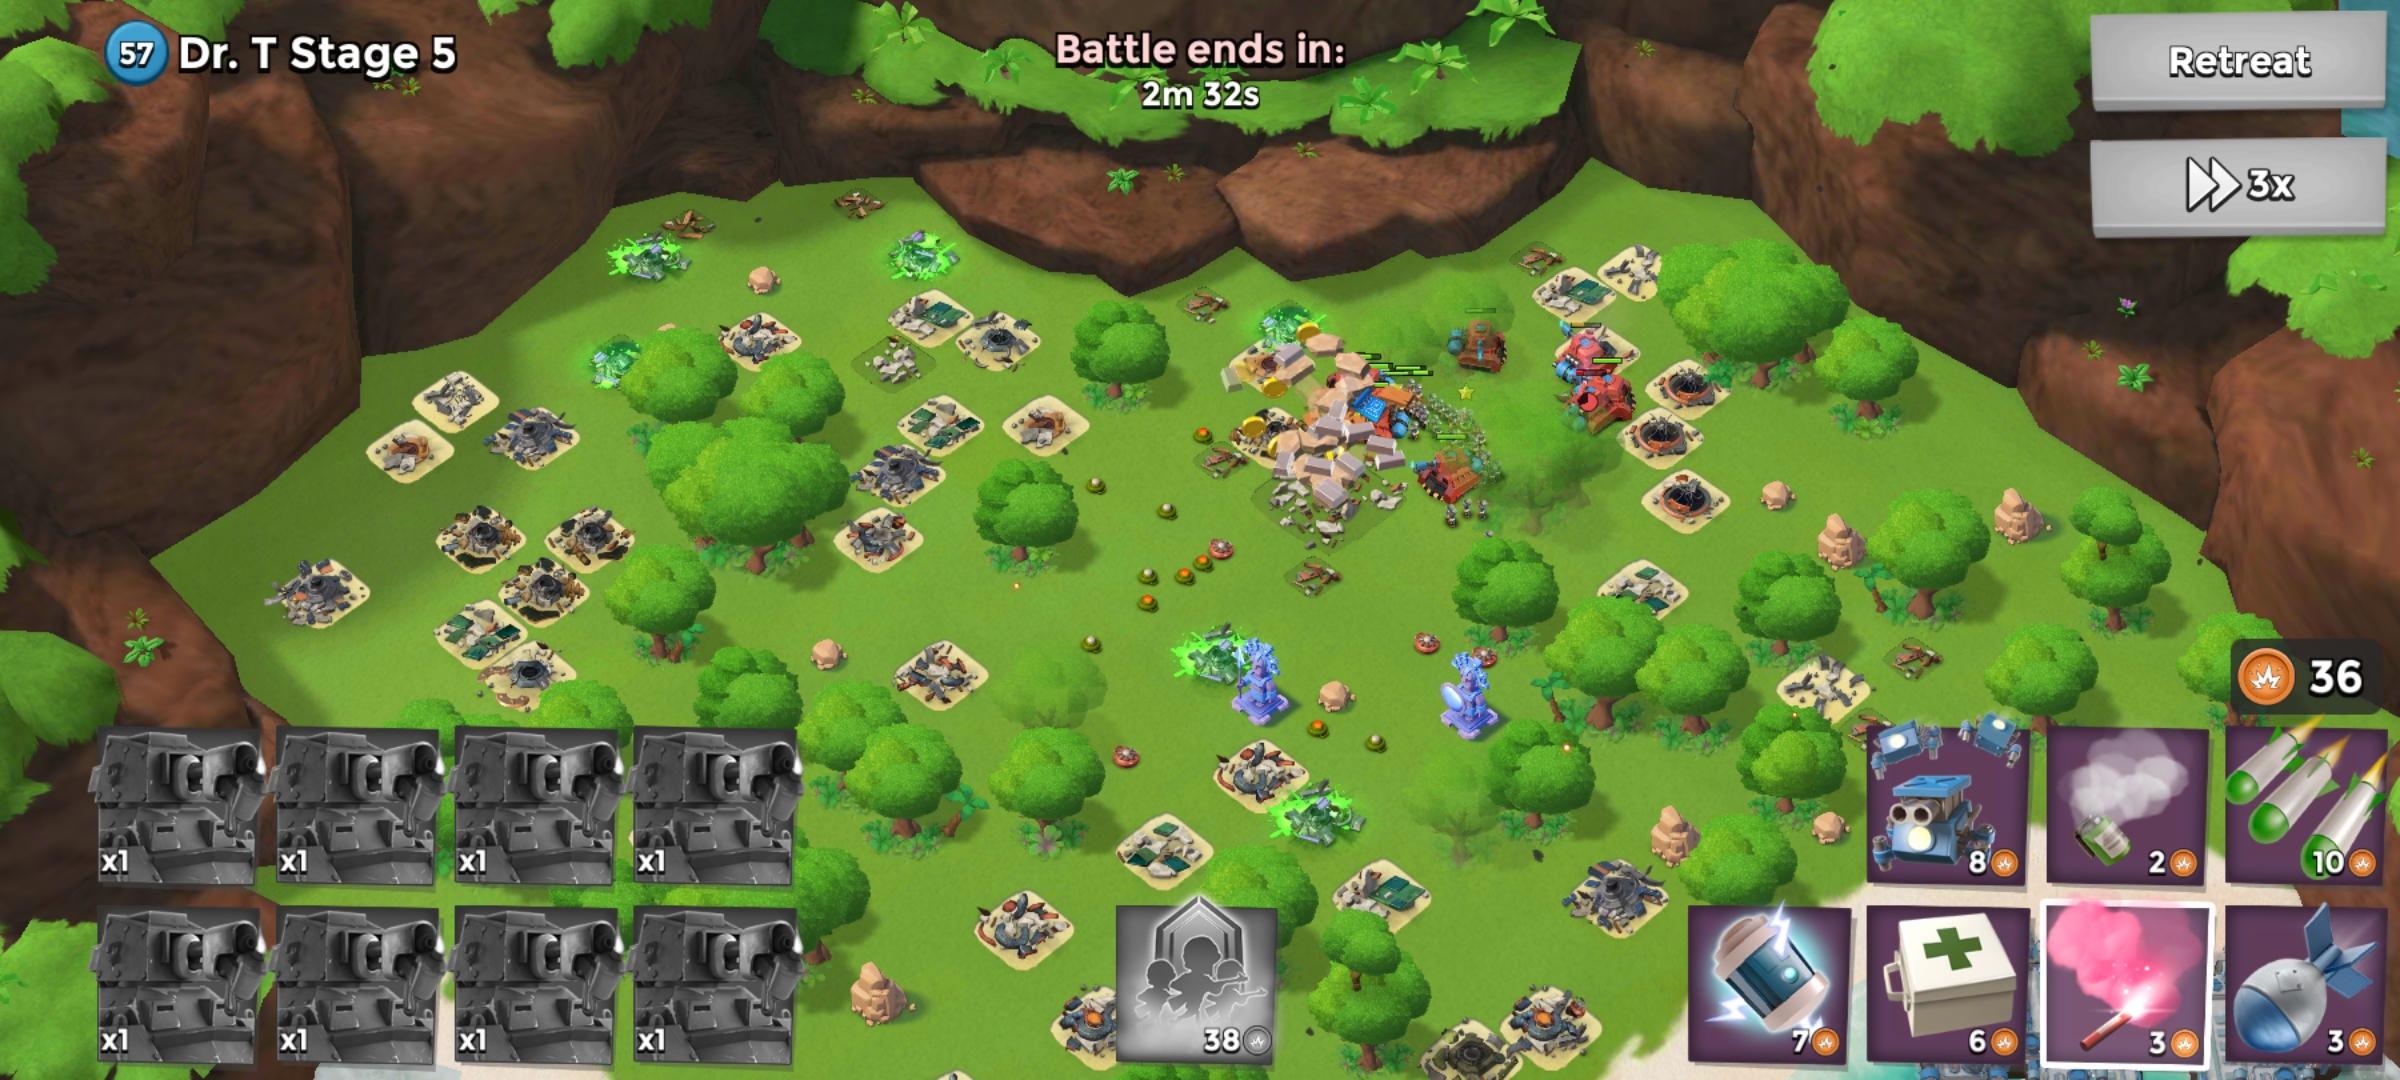 57 Dr. T Stage 5
Battle ends in:
2m 32s
Retreat
3x
36
x1 x1 x1 x1
8 2 10
x1 x1 x1 x1
38
7 6 3 3